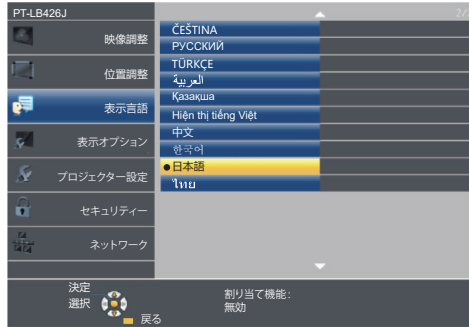 PT-LB426J
2/2
映像調整
位置調整
表示言語
表示オプション
プロジェクター設定
セキュリティー
ネットワーク
ČEŠTINA
РУССКИЙ
TÜRKÇE
العربية
Қазақша
Hiện thị tiếng Việt
中文
한국어
●日本語
ไทย
決定
選択
戻る
割り当て機能:
無効